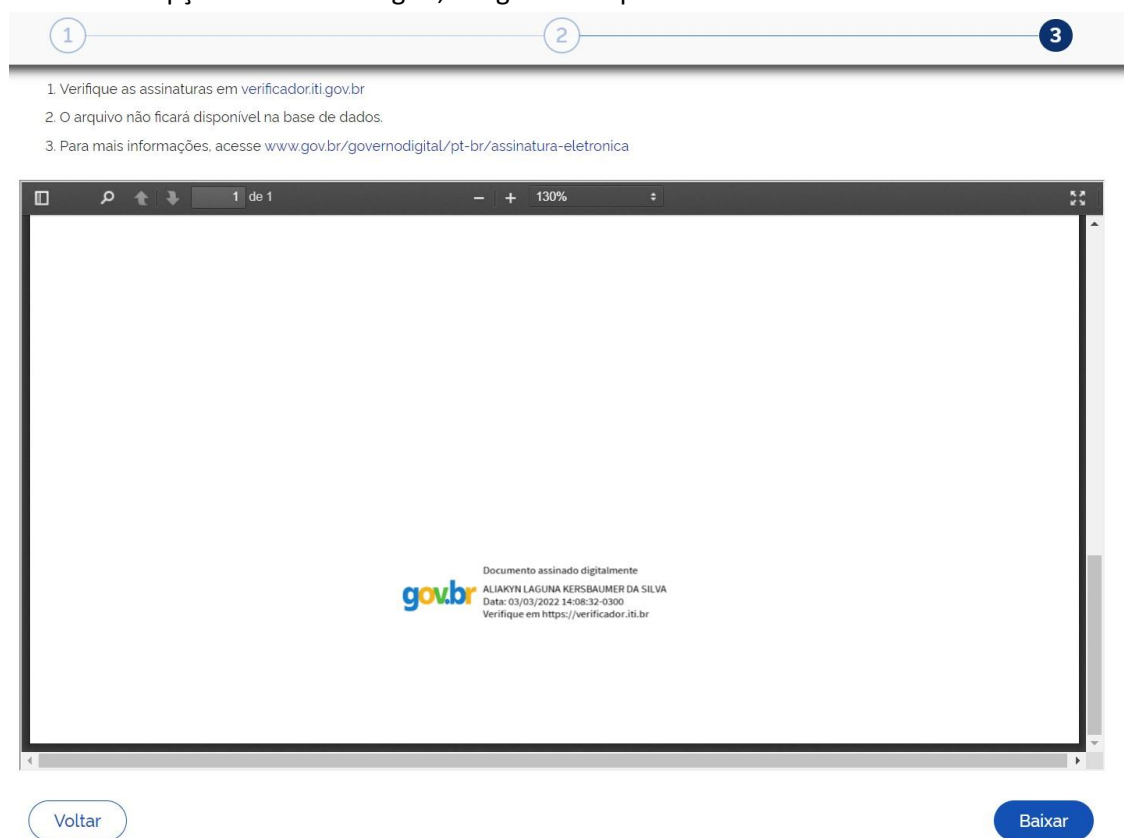 1
2
3
1. Verifique as assinaturas em verificador.iti.gov.br
2. O arquivo não ficará disponível na base de dados.
3. Para mais informações, acesse www.gov.br/governodigital/pt-br/assinatura-eletronica
1 de 1
130%
Documento assinado digitalmente
gov.br
ALIAKYN LAGUNA KERSBAUMER DA SILVA
Data: 03/03/2022 14:08:32-0300
Verifique em https://verificador.iti.br
Voltar
Baixar